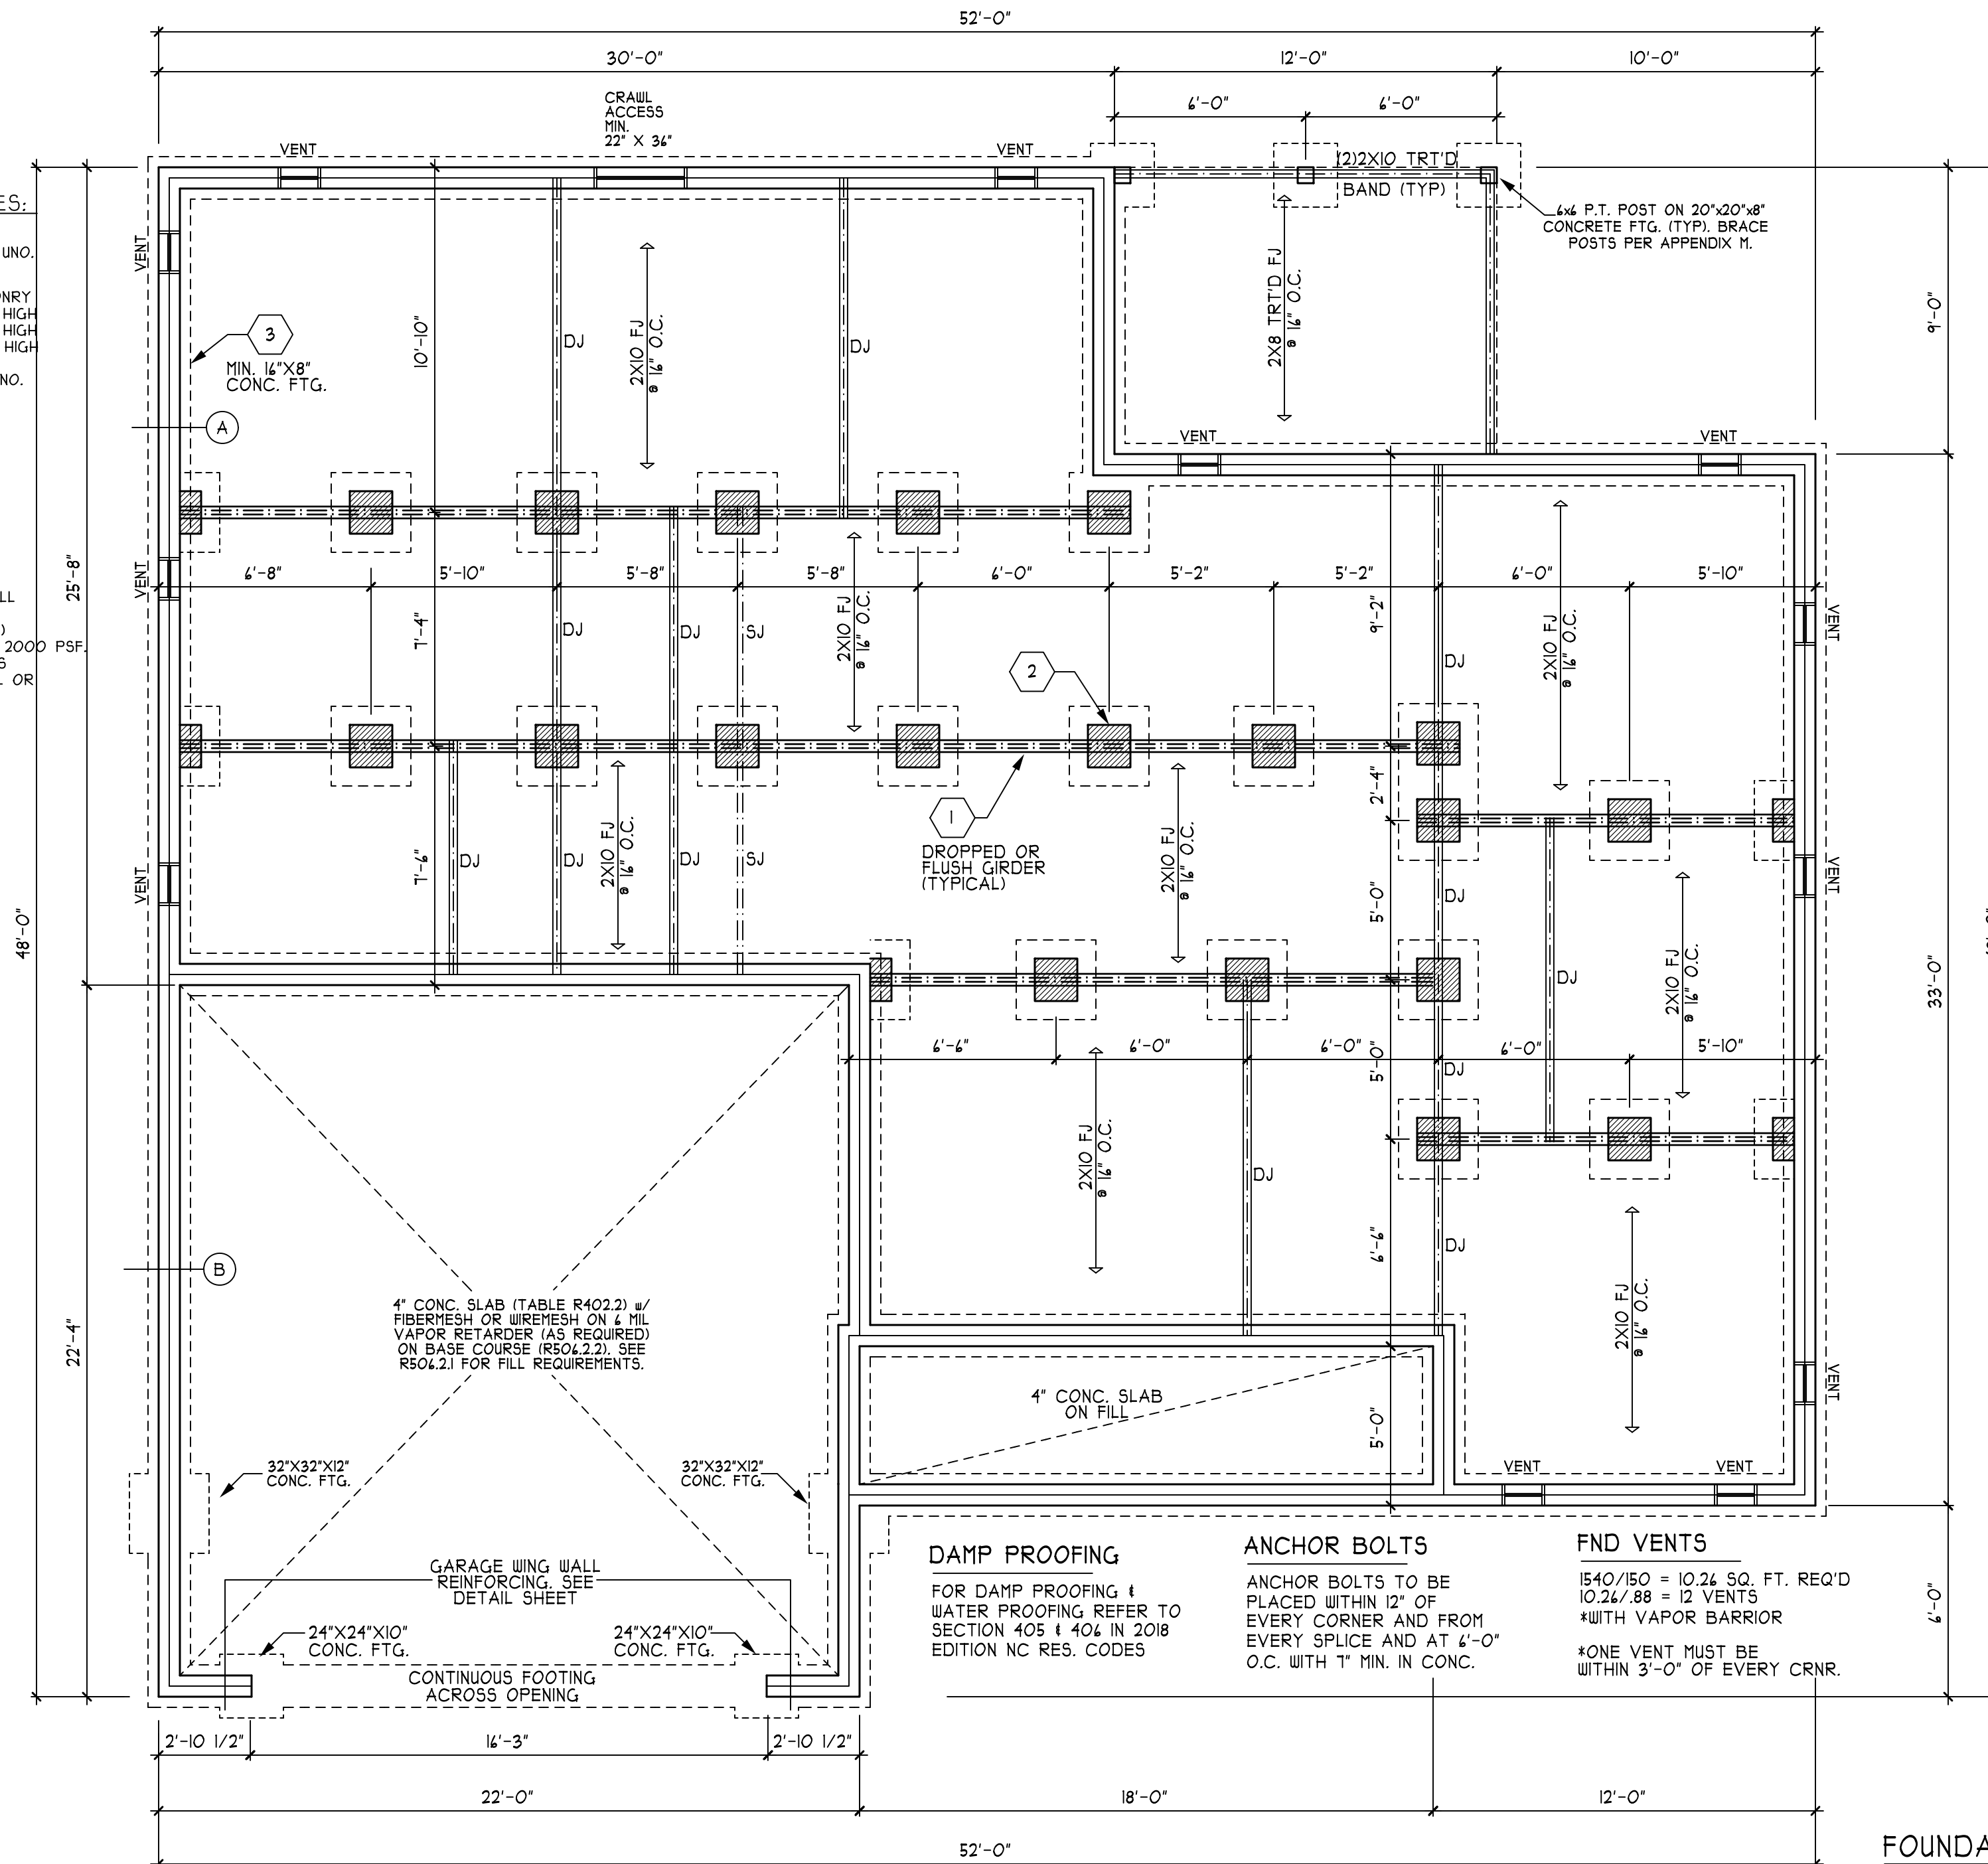 52'-0"
30'-0"
12'-0"
10'-0"
6'-0"
6'-0"
CRAWL
ACCESS
MIN.
22" X 36"
VENT
VENT
(2)2X10 TRT'D
BAND (TYP)
6x6 P.T. POST ON 20"x20"x8"
CONCRETE FTG. (TYP). BRACE
POSTS PER APPENDIX M.
ES:
UNO.
NRY
HIGH
HIGH
HIGH
NO.
VENT
10'-10"
DJ
2X10 FJ
@ 16" O.C.
DJ
2X8 TRT'D FJ
@ 16" O.C.
9'-0"
3
MIN. 16"X8"
CONC. FTG.
A
VENT
VENT
25'-8"
VENT
6'-8"
5'-10"
5'-8"
5'-8"
6'-0"
5'-2"
5'-2"
6'-0"
5'-10"
LL
)
2000 PSF.
OR
7'-4"
DJ
DJ
SJ
2X10 FJ
@ 16" O.C.
9'-2"
DJ
2X10 FJ
@ 16" O.C.
VENT
2
1
DROPPED OR
FLUSH GIRDER
(TYPICAL)
2'-4"
VENT
7'-6"
DJ
DJ
2X10 FJ
@ 16" O.C.
DJ
SJ
2X10 FJ
@ 16" O.C.
5'-0"
DJ
VENT
48'-0"
DJ
2X10 FJ
@ 16" O.C.
33'-0"
6'-6"
6'-0"
6'-0"
5'-0"
DJ
6'-0"
5'-10"
2X10 FJ
@ 16" O.C.
DJ
6'-6"
DJ
2X10 FJ
@ 16" O.C.
B
22'-4"
4" CONC. SLAB (TABLE R402.2) w/
FIBERMESH OR WIREMESH ON 6 MIL
VAPOR RETARDER (AS REQUIRED)
ON BASE COURSE (R506.2.2). SEE
R506.2.1 FOR FILL REQUIREMENTS.
4" CONC. SLAB
ON FILL
5'-0"
VENT
VENT
VENT
32"X32"X12"
CONC. FTG.
32"X32"X12"
CONC. FTG.
GARAGE WING WALL
REINFORCING. SEE
DETAIL SHEET
24"X24"X10"
CONC. FTG.
24"X24"X10"
CONC. FTG.
CONTINUOUS FOOTING
ACROSS OPENING
DAMP PROOFING
FOR DAMP PROOFING &
WATER PROOFING REFER TO
SECTION 405 & 406 IN 2018
EDITION NC RES. CODES
ANCHOR BOLTS
ANCHOR BOLTS TO BE
PLACED WITHIN 12" OF
EVERY CORNER AND FROM
EVERY SPLICE AND AT 6'-0"
O.C. WITH 7" MIN. IN CONC.
FND VENTS
1540/150 = 10.26 SQ. FT. REQ'D
10.26/.88 = 12 VENTS
*WITH VAPOR BARRIOR
*ONE VENT MUST BE
WITHIN 3'-0" OF EVERY CRNR.
6'-0"
2'-10 1/2"
16'-3"
2'-10 1/2"
22'-0"
18'-0"
12'-0"
52'-0"
FOUNDA